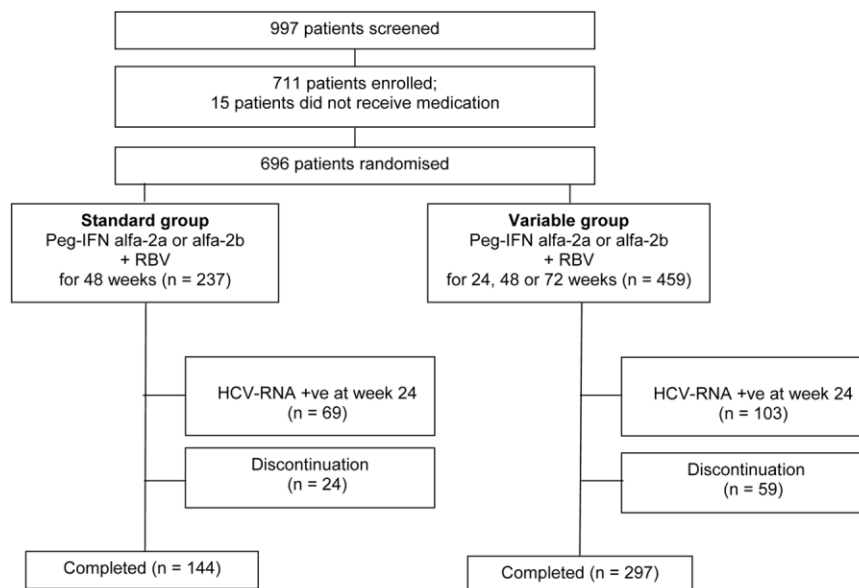 997 patients screened
711 patients enrolled;
15 patients did not receive medication
696 patients randomised
Standard group
Peg-IFN alfa-2a or alfa-2b
+ RBV
for 48 weeks (n = 237)
Variable group
Peg-IFN alfa-2a or alfa-2b
+ RBV
for 24, 48 or 72 weeks (n = 459)
HCV-RNA +ve at week 24
(n = 69)
HCV-RNA +ve at week 24
(n = 103)
Discontinuation
(n = 24)
Discontinuation
(n = 59)
Completed (n = 144)
Completed (n = 297)